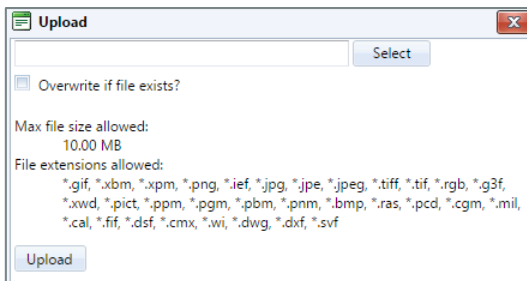 Upload
Select
Overwrite if file exists?
Max file size allowed:
10.00 MB
File extensions allowed:
*.gif, *.xbm, *.xpm, *.png, *.ief, *.jpg, *.jpe, *.jpeg, *.tiff, *.tif, *.rgb, *.g3f,
*.xwd, *.pict, *.ppm, *.pgm, *.pbm, *.pnm, *.bmp, *.ras, *.pcd, *.cgm, *.mil,
*.cal, *.fif, *.dsf, *.cmx, *.wi, *.dwg, *.dxf, *.svf
Upload